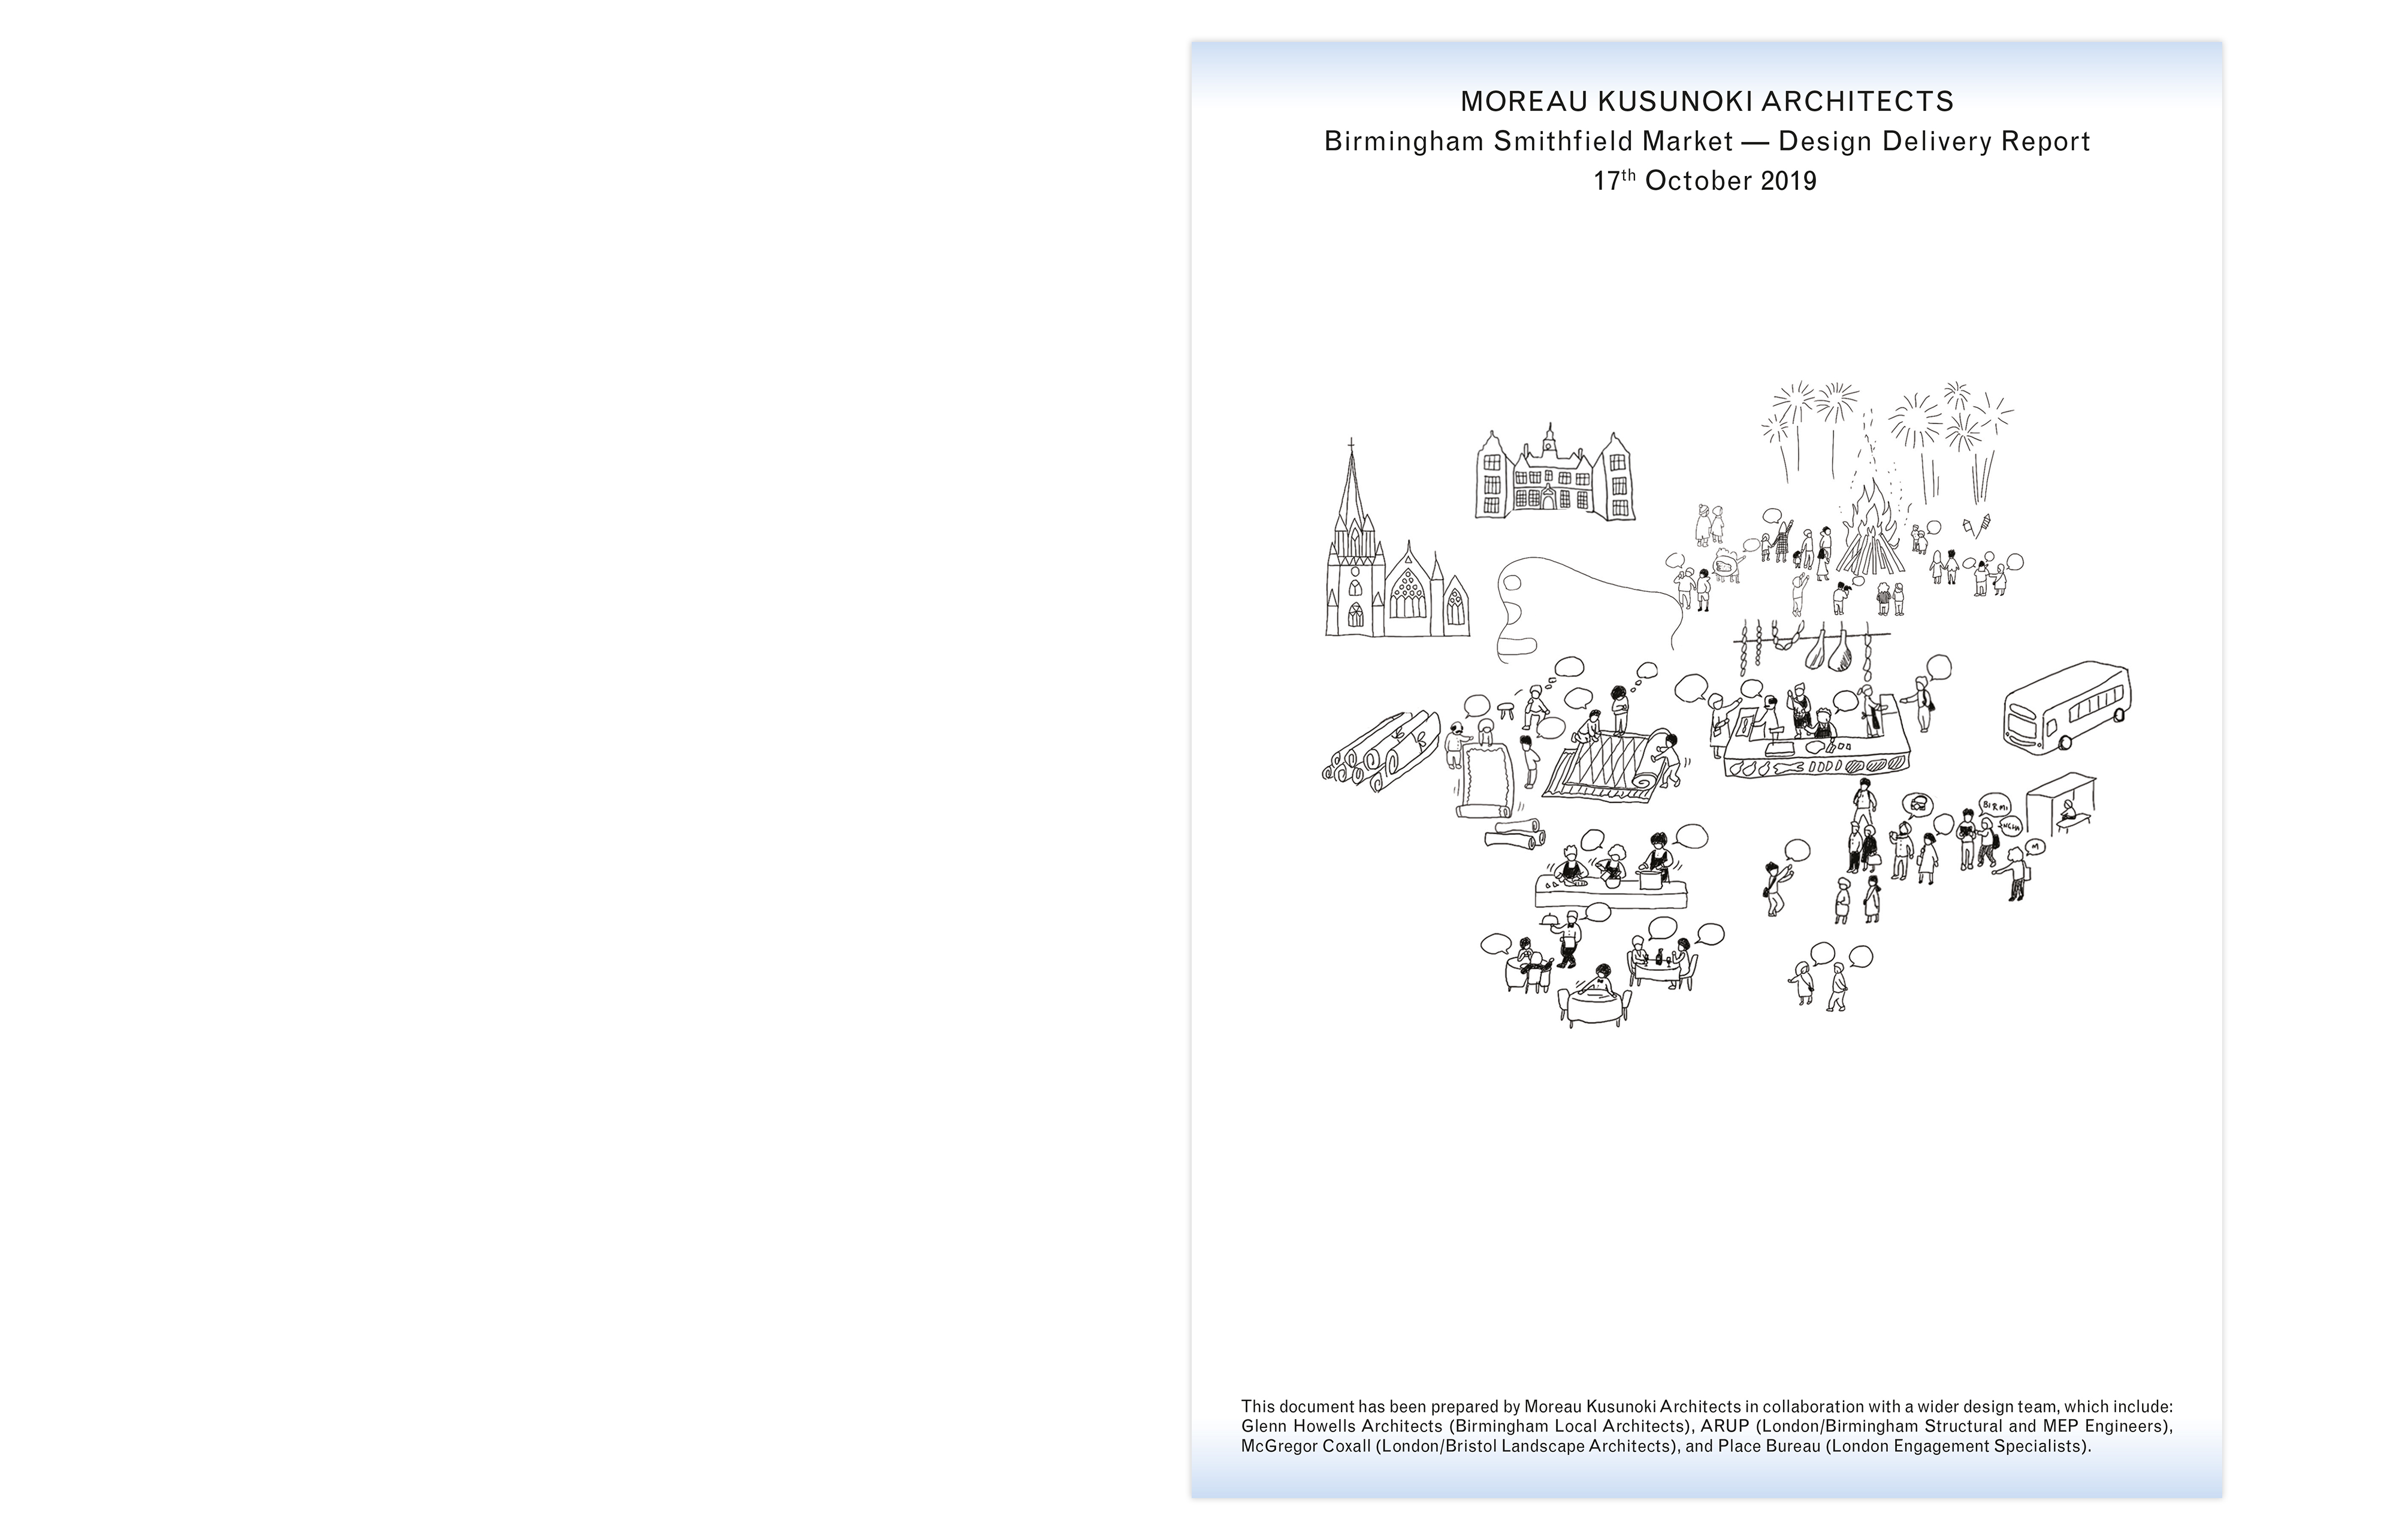 MOREAU KUSUNOKI ARCHITECTS
Birmingham Smithfield Market — Design Delivery Report
17th October 2019
BIRMI
NGHA
M
This document has been prepared by Moreau Kusunoki Architects in collaboration with a wider design team, which include:
Glenn Howells Architects (Birmingham Local Architects), ARUP (London/Birmingham Structural and MEP Engineers),
McGregor Coxall (London/Bristol Landscape Architects), and Place Bureau (London Engagement Specialists).